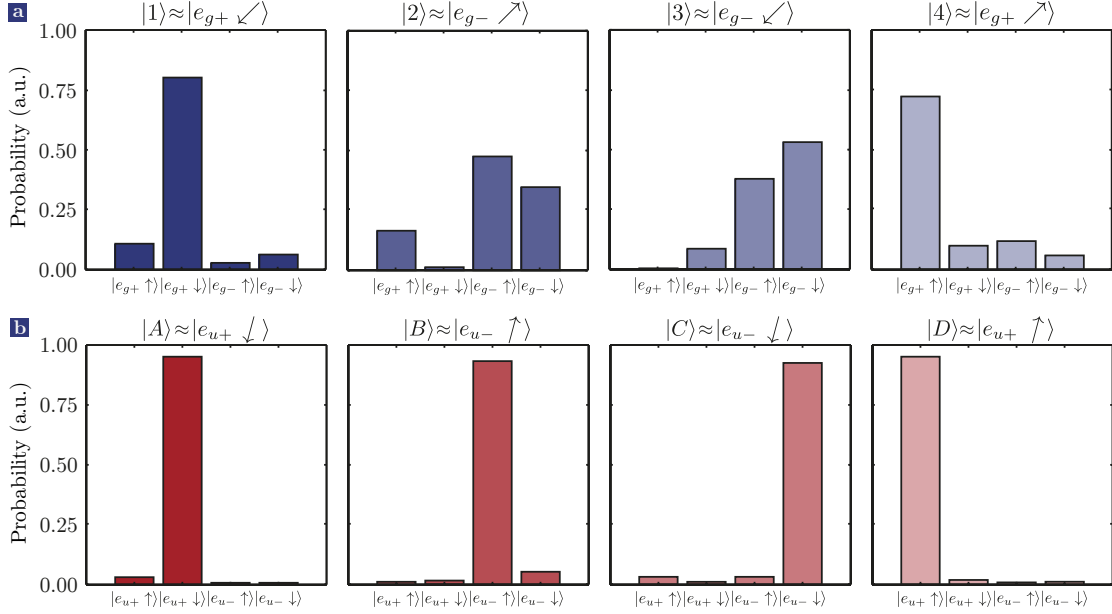 a
|1⟩≈|e_{g+} ↙⟩
|2⟩≈|e_{g−} ↗⟩
|3⟩≈|e_{g−} ↙⟩
|4⟩≈|e_{g+} ↗⟩
Probability (a.u.)
1.00
0.75
0.50
0.25
0.00
|e_{g+} ↑⟩|e_{g+} ↓⟩|e_{g−} ↑⟩|e_{g−} ↓⟩
|e_{g+} ↑⟩|e_{g+} ↓⟩|e_{g−} ↑⟩|e_{g−} ↓⟩
|e_{g+} ↑⟩|e_{g+} ↓⟩|e_{g−} ↑⟩|e_{g−} ↓⟩
|e_{g+} ↑⟩|e_{g+} ↓⟩|e_{g−} ↑⟩|e_{g−} ↓⟩
b
|A⟩≈|e_{u+} ↓⟩
|B⟩≈|e_{u−} ↑⟩
|C⟩≈|e_{u−} ↓⟩
|D⟩≈|e_{u+} ↑⟩
Probability (a.u.)
1.00
0.75
0.50
0.25
0.00
|e_{u+} ↑⟩|e_{u+} ↓⟩|e_{u−} ↑⟩|e_{u−} ↓⟩
|e_{u+} ↑⟩|e_{u+} ↓⟩|e_{u−} ↑⟩|e_{u−} ↓⟩
|e_{u+} ↑⟩|e_{u+} ↓⟩|e_{u−} ↑⟩|e_{u−} ↓⟩
|e_{u+} ↑⟩|e_{u+} ↓⟩|e_{u−} ↑⟩|e_{u−} ↓⟩